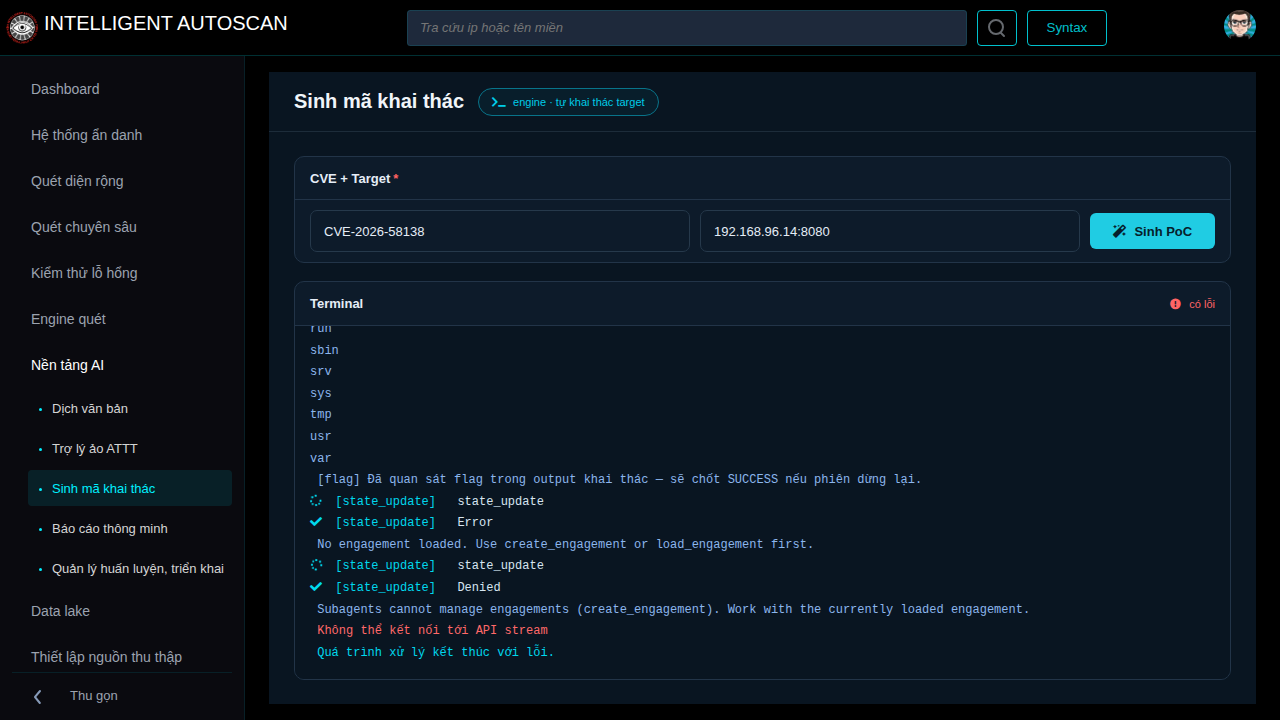 INTELLIGENT AUTOSCAN
Tra cứu ip hoặc tên miền
Syntax
Dashboard
Hệ thống ẩn danh
Quét diện rộng
Quét chuyên sâu
Kiểm thử lỗ hổng
Engine quét
Nền tảng AI
Dịch văn bản
Trợ lý ảo ATTT
Sinh mã khai thác
Báo cáo thông minh
Quản lý huấn luyện, triển khai
Data lake
Thiết lập nguồn thu thập
Thu gọn
Sinh mã khai thác
engine · tự khai thác target
CVE + Target *
CVE-2026-58138
192.168.96.14:8080
Sinh PoC
Terminal
có lỗi
run
sbin
srv
sys
tmp
usr
var
[flag] Đã quan sát flag trong output khai thác — sẽ chốt SUCCESS nếu phiên dừng lại.
[state_update] state_update
[state_update] Error
No engagement loaded. Use create_engagement or load_engagement first.
[state_update] state_update
[state_update] Denied
Subagents cannot manage engagements (create_engagement). Work with the currently loaded engagement.
Không thể kết nối tới API stream
Quá trình xử lý kết thúc với lỗi.